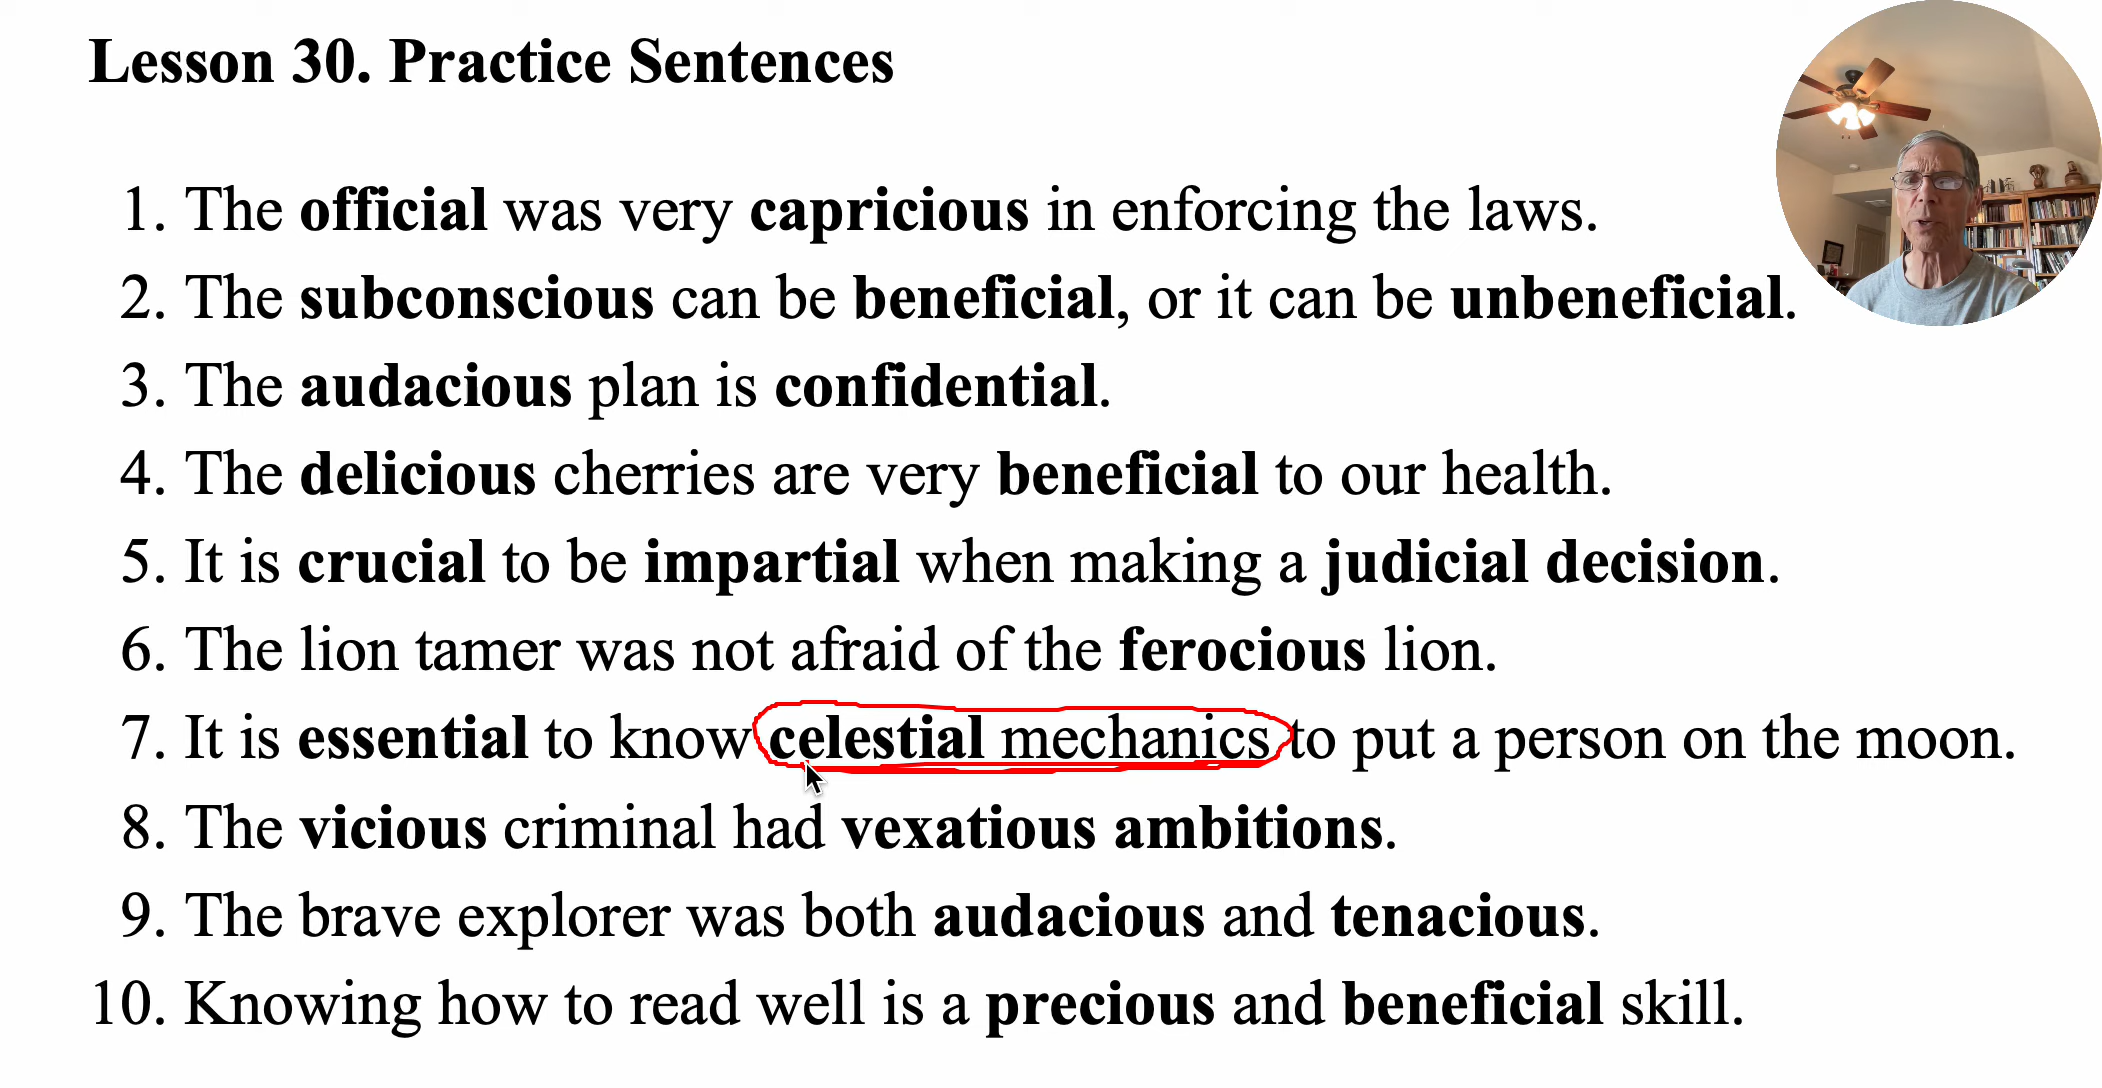 Lesson 30. Practice Sentences
1. The official was very capricious in enforcing the laws.
2. The subconscious can be beneficial, or it can be unbeneficial.
3. The audacious plan is confidential.
4. The delicious cherries are very beneficial to our health.
5. It is crucial to be impartial when making a judicial decision.
6. The lion tamer was not afraid of the ferocious lion.
7. It is essential to know celestial mechanics to put a person on the moon.
8. The vicious criminal had vexatious ambitions.
9. The brave explorer was both audacious and tenacious.
10. Knowing how to read well is a precious and beneficial skill.